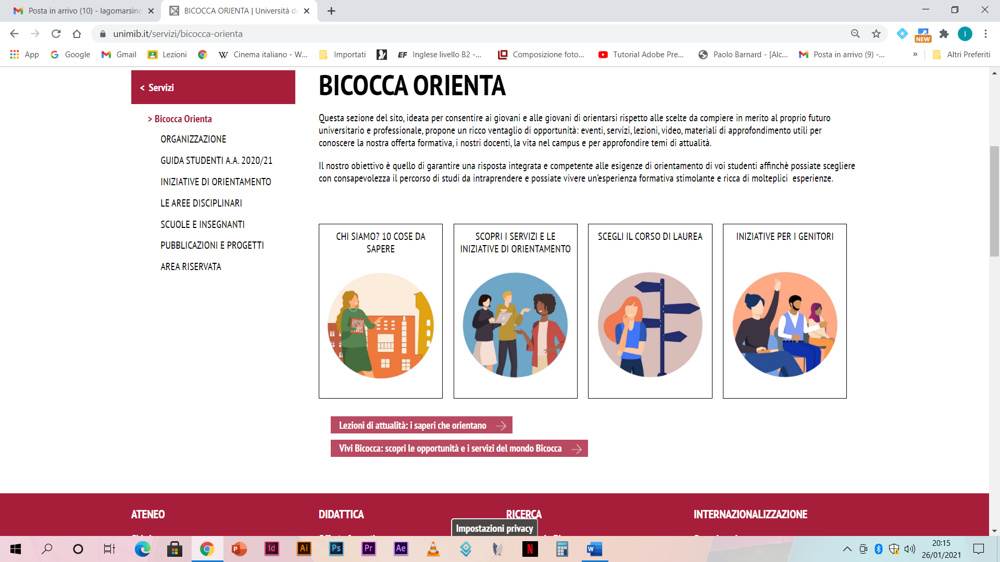 Posta in arrivo (10) - lagomarsino
BICOCCA ORIENTA | Università d
unimib.it/servizi/bicocca-orienta
NEW
I
App
Google
Gmail
Lezioni
Cinema italiano - W...
Importati
EF Inglese livello B2 -...
Composizione foto...
Tutorial Adobe Pre...
Paolo Barnard - [Alc...
Posta in arrivo (9) -...
»
Altri Preferiti
< Servizi
> Bicocca Orienta
ORGANIZZAZIONE
GUIDA STUDENTI A.A. 2020/21
INIZIATIVE DI ORIENTAMENTO
LE AREE DISCIPLINARI
SCUOLE E INSEGNANTI
PUBBLICAZIONI E PROGETTI
AREA RISERVATA
BICOCCA ORIENTA
Questa sezione del sito, ideata per consentire ai giovani e alle giovani di orientarsi rispetto alle scelte da compiere in merito al proprio futuro
universitario e professionale, propone un ricco ventaglio di opportunità: eventi, servizi, lezioni, video, materiali di approfondimento utili per
conoscere la nostra offerta formativa, i nostri docenti, la vita nel campus e per approfondire temi di attualità.
Il nostro obiettivo è quello di garantire una risposta integrata e competente alle esigenze di orientamento di voi studenti affinchè possiate scegliere
con consapevolezza il percorso di studi da intraprendere e possiate vivere un'esperienza formativa stimolante e ricca di molteplici esperienze.
CHI SIAMO? 10 COSE DA
SAPERE
SCOPRI I SERVIZI E LE
INIZIATIVE DI ORIENTAMENTO
SCEGLI IL CORSO DI LAUREA
INIZIATIVE PER I GENITORI
Lezioni di attualità: i saperi che orientano
Vivi Bicocca: scopri le opportunità e i servizi del mondo Bicocca
ATENEO
DIDATTICA
RICERCA
INTERNAZIONALIZZAZIONE
Impostazioni privacy
Id
Ai
Ps
Pr
Ae
N
20:15
26/01/2021